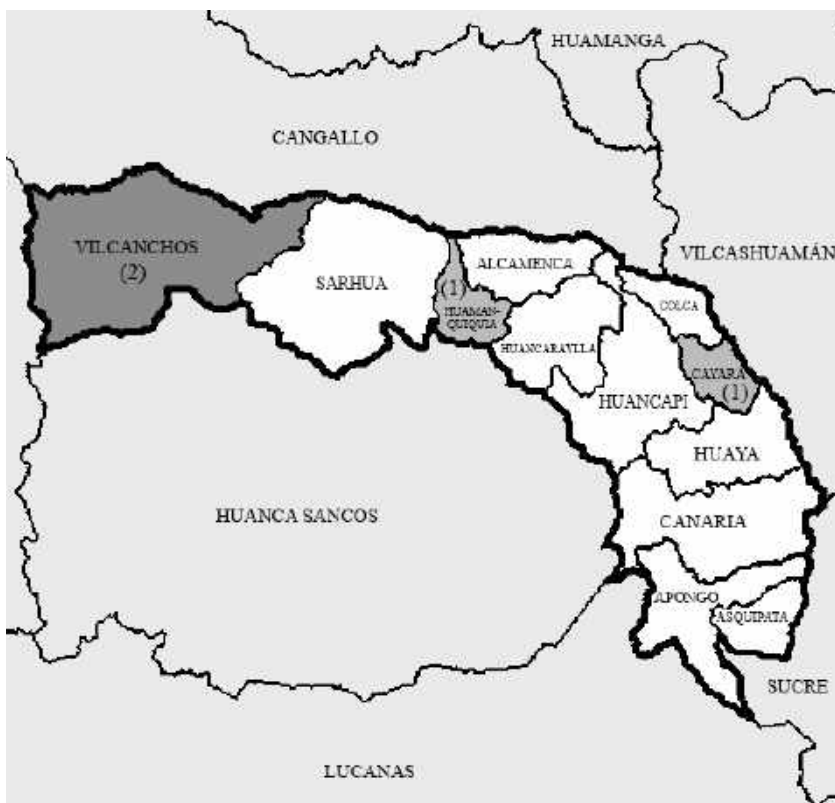 HUAMANGA
CANGALLO
VILCANCHOS
(2)
VILCASHUAMÁN
ALCAMENCA
SARHUA
(1)
HUAMAN-
QUIQUIA
COLCA
HUANCARAYLLA
CAYARA
(1)
HUANCAPI
HUAYA
HUANCA SANCOS
CANARIA
APONGO
ASQUIPATA
SUCRE
LUCANAS